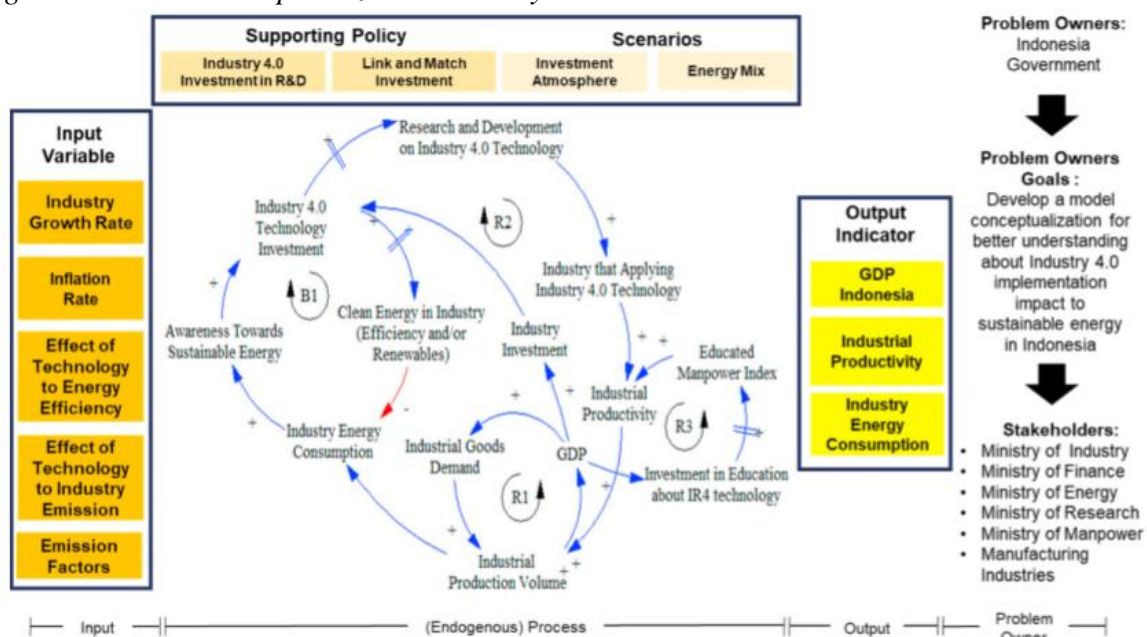 Supporting Policy
Scenarios
Industry 4.0
Investment in R&D
Link and Match
Investment
Investment
Atmosphere
Energy Mix
Input
Variable
Industry
Growth Rate
Inflation
Rate
Effect of
Technology
to Energy
Efficiency
Effect of
Technology
to Industry
Emission
Emission
Factors
Research and Development
on Industry 4.0 Technology
+
Industry 4.0
Technology
Investment
+
R2
+
Industry that Applying
Industry 4.0 Technology
+
B1
Clean Energy in Industry
(Efficiency and/or
Renewables)
Awareness Towards
Sustainable Energy
Industry
Investment
+
+
Educated
Manpower Index
Industrial
Productivity
+
-
+
+
R3
+
Industry Energy
Consumption
Industrial Goods
Demand
GDP
Investment in Education
about IR4 technology
R1
+
+
+
Industrial
Production Volume
+
+
Output
Indicator
GDP
Indonesia
Industrial
Productivity
Industry
Energy
Consumption
Problem Owners:
Indonesia
Government
Problem Owners
Goals :
Develop a model
conceptualization for
better understanding
about Industry 4.0
implementation
impact to
sustainable energy
in Indonesia
Stakeholders:
• Ministry of Industry
• Ministry of Finance
• Ministry of Energy
• Ministry of Research
• Ministry of Manpower
• Manufacturing
Industries
Input
(Endogenous) Process
Output
Problem